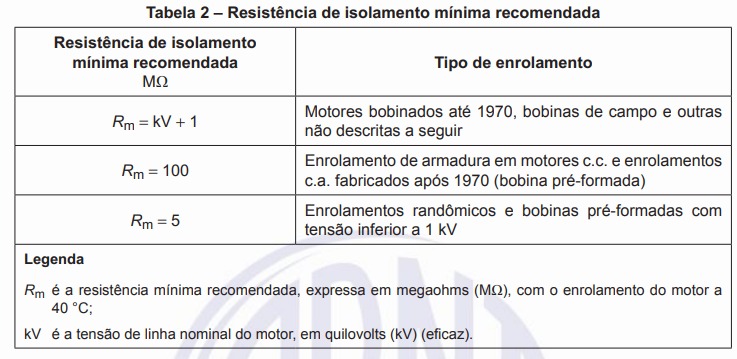 Tabela 2 – Resistência de isolamento mínima recomendada
Resistência de isolamento
mínima recomendada
MΩ
Tipo de enrolamento
Rm = kV + 1
Motores bobinados até 1970, bobinas de campo e outras
não descritas a seguir
Rm = 100
Enrolamento de armadura em motores c.c. e enrolamentos
c.a. fabricados após 1970 (bobina pré-formada)
Rm = 5
Enrolamentos randômicos e bobinas pré-formadas com
tensão inferior a 1 kV
Legenda
Rm é a resistência mínima recomendada, expressa em megaohms (MΩ), com o enrolamento do motor a
40 °C;
kV é a tensão de linha nominal do motor, em quilovolts (kV) (eficaz).